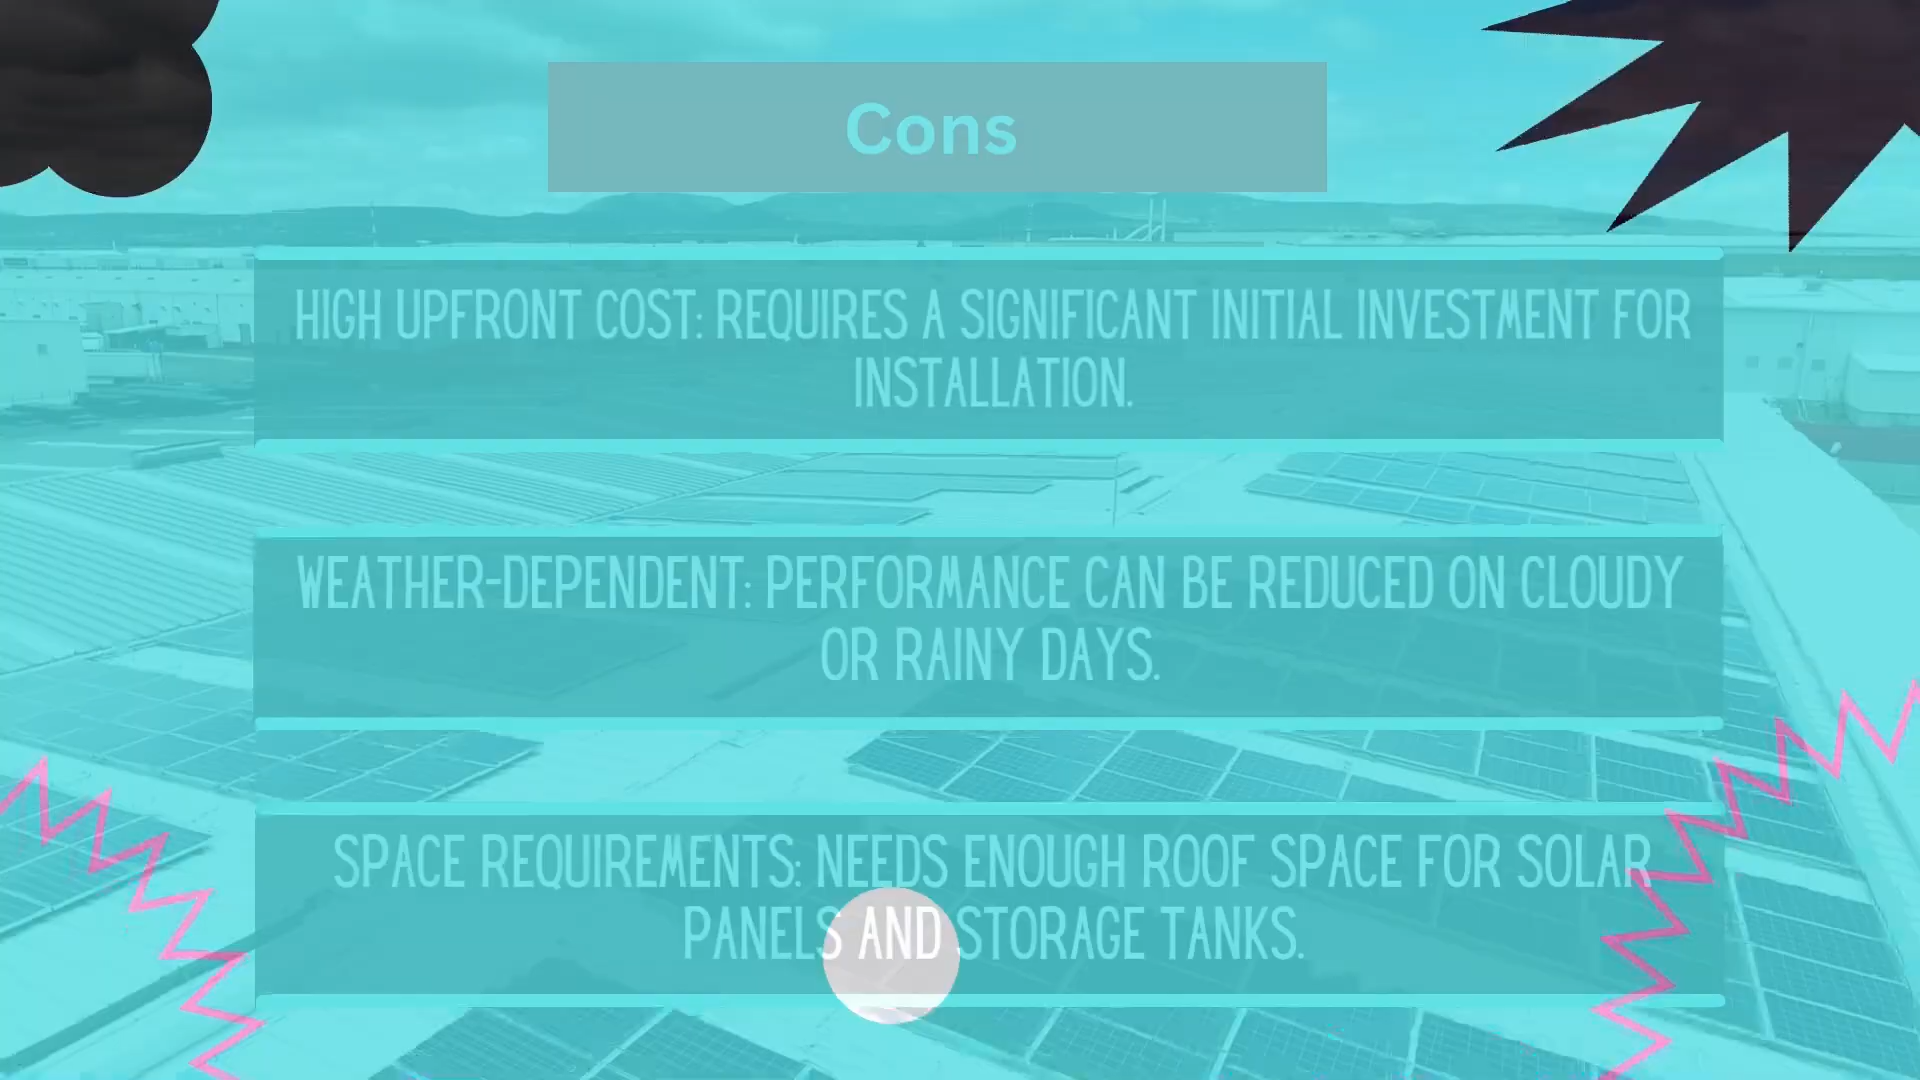 Cons
HIGH UPFRONT COST: REQUIRES A SIGNIFICANT INITIAL INVESTMENT FOR
INSTALLATION.
WEATHER-DEPENDENT: PERFORMANCE CAN BE REDUCED ON CLOUDY
OR RAINY DAYS.
SPACE REQUIREMENTS: NEEDS ENOUGH ROOF SPACE FOR SOLAR
PANELS AND STORAGE TANKS.